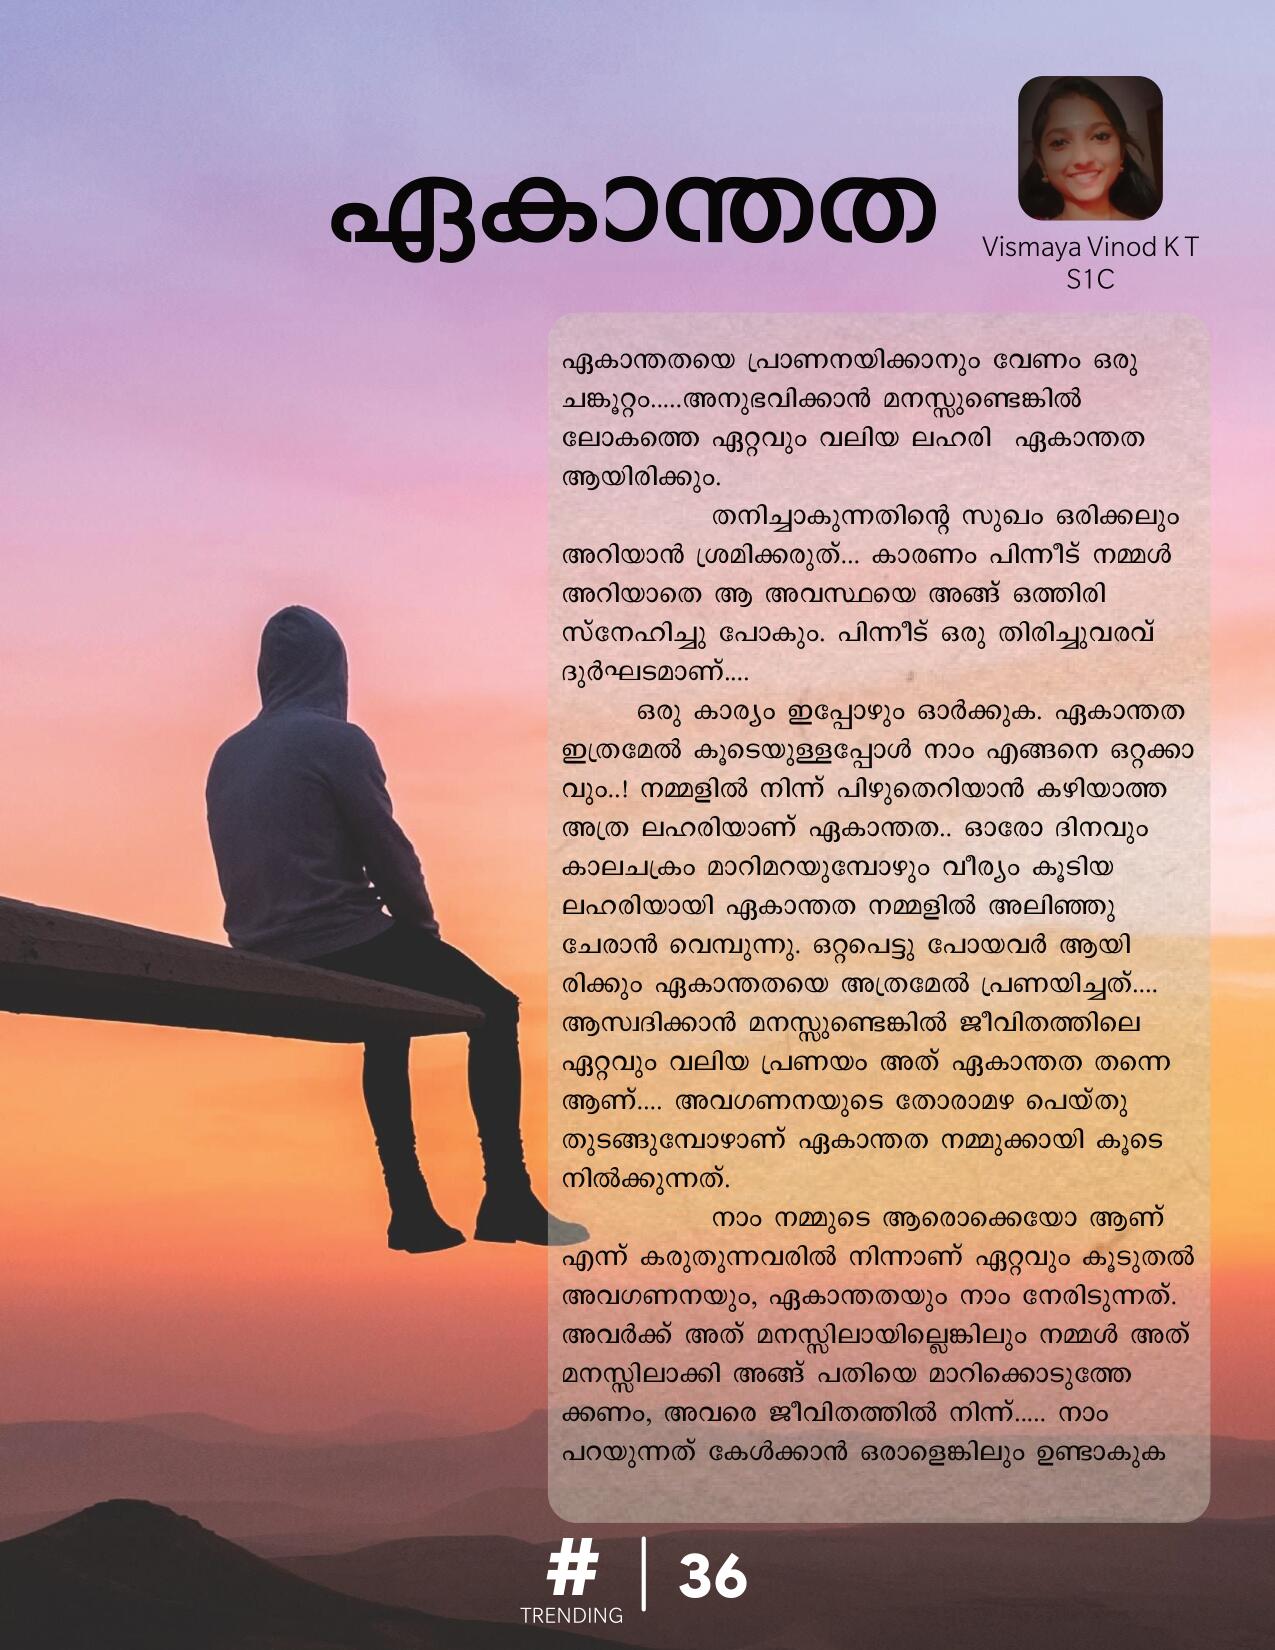 ഏകാന്തത
Vismaya Vinod K T
S1C
ഏകാന്തതയെ പ്രാണനയിക്കാനും വേണം ഒരു
ചങ്കൂറ്റം.....അനുഭവിക്കാൻ മനസ്സുണ്ടെങ്കിൽ
ലോകത്തെ ഏറ്റവും വലിയ ലഹരി ഏകാന്തത
ആയിരിക്കും.
തനിച്ചാകുന്നതിന്റെ സുഖം ഒരിക്കലും
അറിയാൻ ശ്രമിക്കരുത്... കാരണം പിന്നീട് നമ്മൾ
അറിയാതെ ആ അവസ്ഥയെ അങ്ങ് ഒത്തിരി
സ്നേഹിച്ചു പോകും. പിന്നീട് ഒരു തിരിച്ചുവരവ്
ദുർഘടമാണ്....
ഒരു കാര്യം ഇപ്പോഴും ഓർക്കുക. ഏകാന്തത
ഇത്രമേൽ കൂടെയുള്ളപ്പോൾ നാം എങ്ങനെ ഒറ്റക്കാ
വും..! നമ്മളിൽ നിന്ന് പിഴുതെറിയാൻ കഴിയാത്ത
അത്ര ലഹരിയാണ് ഏകാന്തത.. ഓരോ ദിനവും
കാലചക്രം മാറിമറയുമ്പോഴും വീര്യം കൂടിയ
ലഹരിയായി ഏകാന്തത നമ്മളിൽ അലിഞ്ഞു
ചേരാൻ വെമ്പുന്നു. ഒറ്റപെട്ടു പോയവർ ആയി
രിക്കും ഏകാന്തതയെ അത്രമേൽ പ്രണയിച്ചത്....
ആസ്വദിക്കാൻ മനസ്സുണ്ടെങ്കിൽ ജീവിതത്തിലെ
ഏറ്റവും വലിയ പ്രണയം അത് ഏകാന്തത തന്നെ
ആണ്.... അവഗണനയുടെ തോരാമഴ പെയ്തു
തുടങ്ങുമ്പോഴാണ് ഏകാന്തത നമ്മുക്കായി കൂടെ
നിൽക്കുന്നത്.
നാം നമ്മുടെ ആരൊക്കെയോ ആണ്
എന്ന് കരുതുന്നവരിൽ നിന്നാണ് ഏറ്റവും കൂടുതൽ
അവഗണനയും, ഏകാന്തതയും നാം നേരിടുന്നത്.
അവർക്ക് അത് മനസ്സിലായില്ലെങ്കിലും നമ്മൾ അത്
മനസ്സിലാക്കി അങ്ങ് പതിയെ മാറിക്കൊടുത്തേ
ക്കണം, അവരെ ജീവിതത്തിൽ നിന്ന്..... നാം
പറയുന്നത് കേൾക്കാൻ ഒരാളെങ്കിലും ഉണ്ടാകുക
# | 36
TRENDING